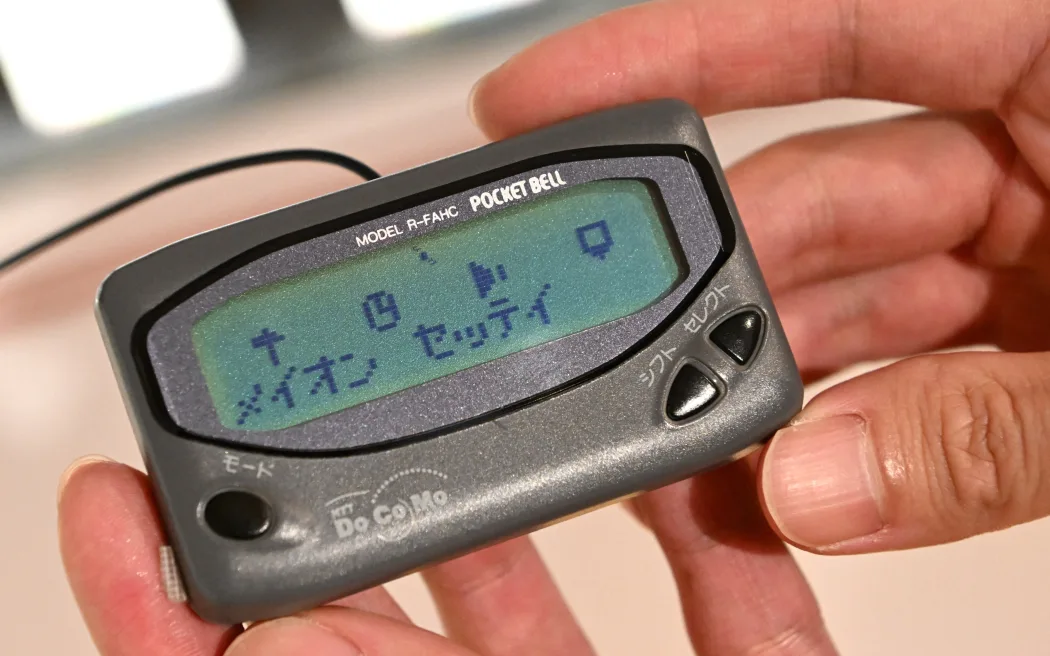 MODEL R-FAHC POCKET BELL
メイオン セッテイ
シフト セレクト
モード
NTT
DoCoMo